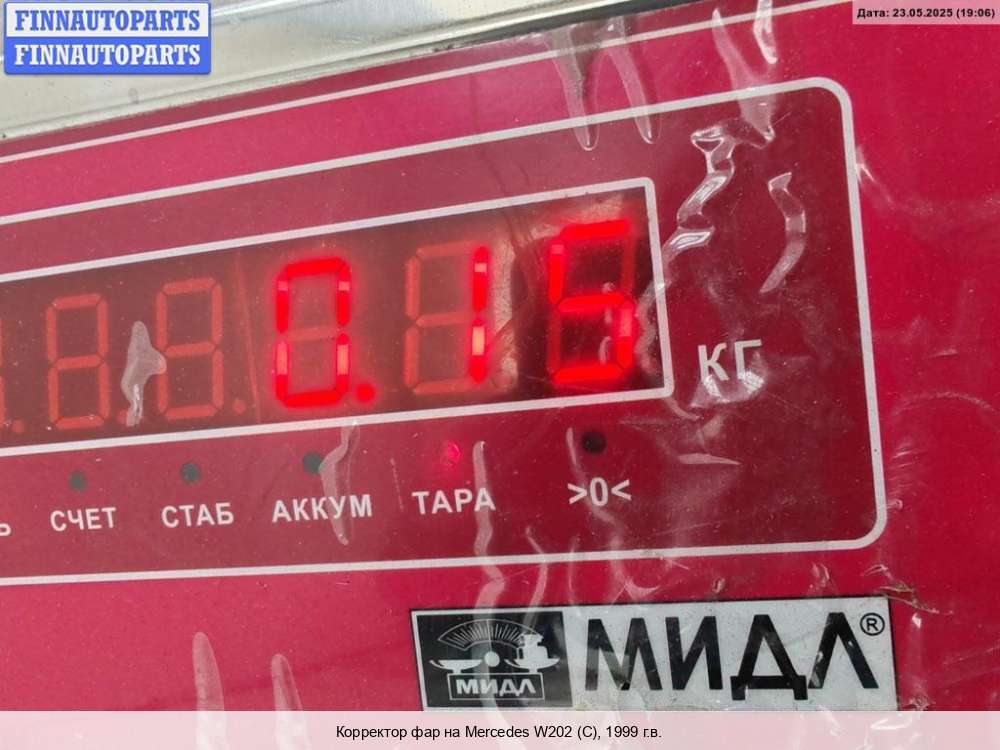 FINNAUTOPARTS
FINNAUTOPARTS
Дата: 23.05.2025 (19:06)
0.15
КГ
СЧЕТ СТАБ АККУМ ТАРА >0<
МИДЛ®
МИДЛ
Корректор фар на Mercedes W202 (C), 1999 г.в.